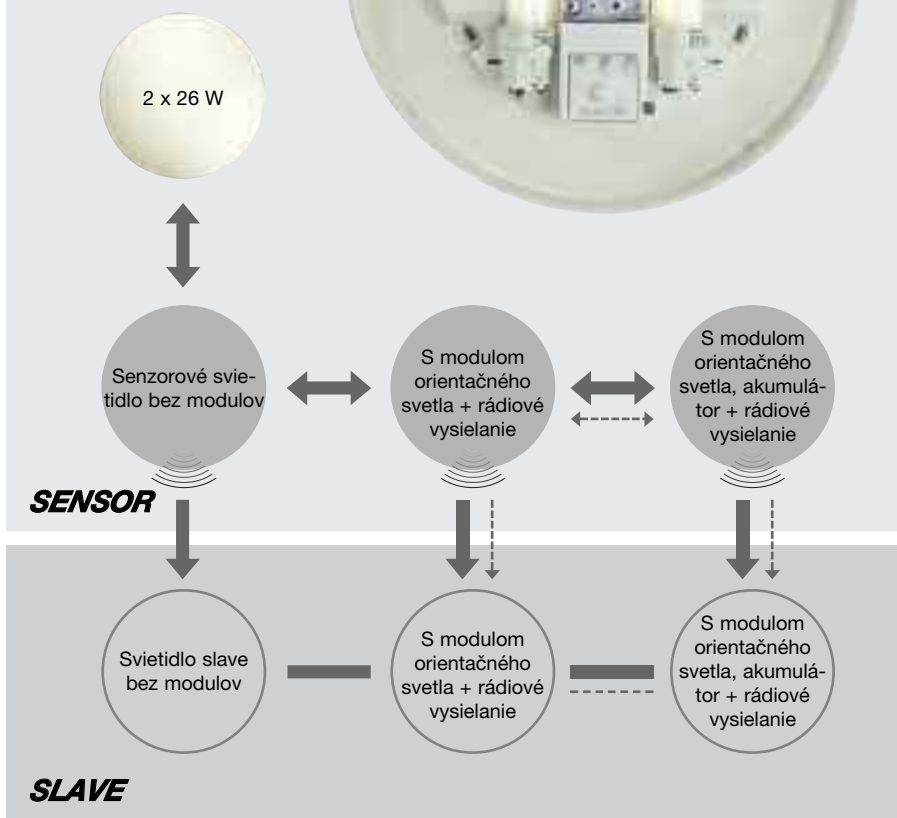 2 x 26 W
Senzorové svie-
tidlo bez modulov
S modulom
orientačného
svetla + rádiové
vysielanie
S modulom
orientačného
svetla, akumulá-
tor + rádiové
vysielanie
SENSOR
Svietidlo slave
bez modulov
S modulom
orientačného
svetla + rádiové
vysielanie
S modulom
orientačného
svetla, akumulá-
tor + rádiové
vysielanie
SLAVE